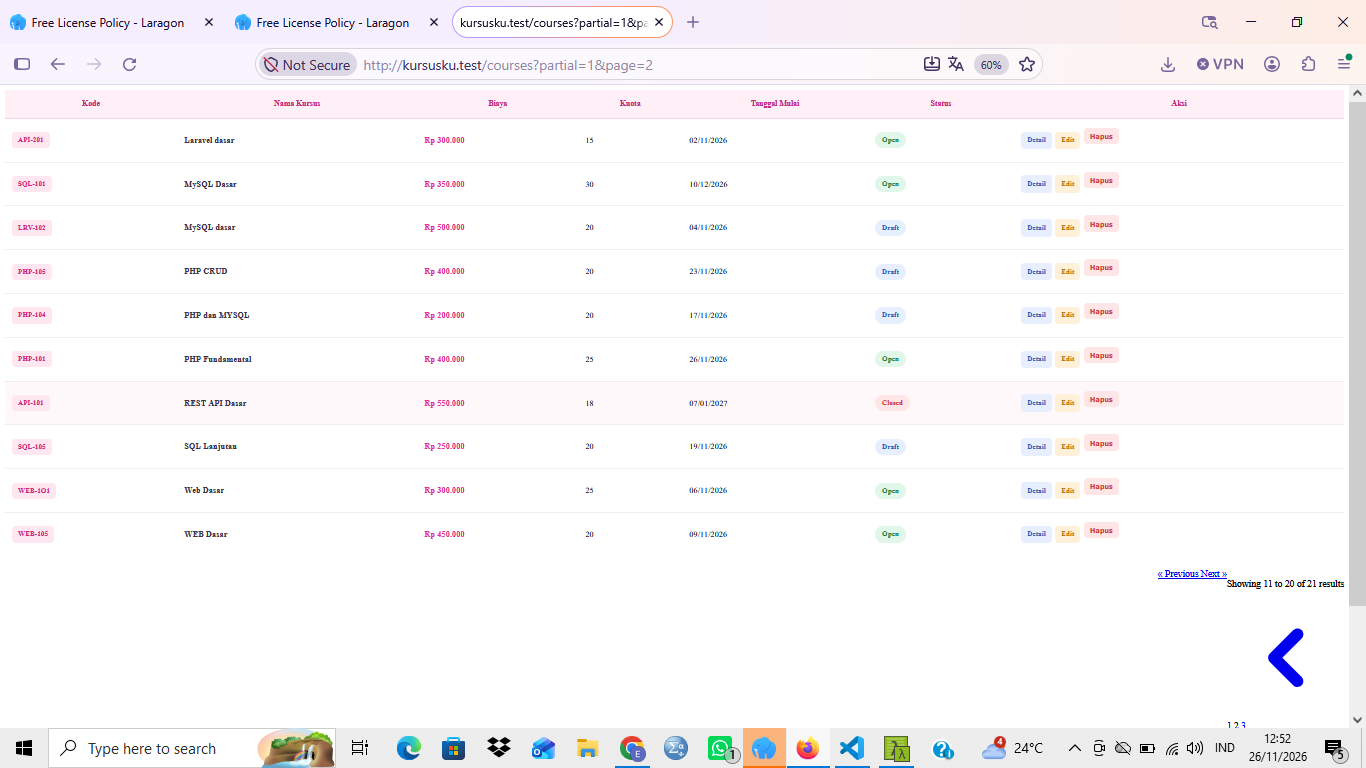 Free License Policy - Laragon
Free License Policy - Laragon
kursusku.test/courses?partial=1&pa
Not Secure
http://kursusku.test/courses?partial=1&page=2
60%
VPN
Kode Nama Kursus Biaya Kuota Tanggal Mulai Status Aksi
API-201 Laravel dasar Rp 300.000 15 02/11/2026 Open Detail Edit Hapus
SQL-101 MySQL Dasar Rp 350.000 30 10/12/2026 Open Detail Edit Hapus
LRV-102 MySQL dasar Rp 500.000 20 04/11/2026 Draft Detail Edit Hapus
PHP-105 PHP CRUD Rp 400.000 20 23/11/2026 Draft Detail Edit Hapus
PHP-104 PHP dan MYSQL Rp 200.000 20 17/11/2026 Draft Detail Edit Hapus
PHP-101 PHP Fundamental Rp 400.000 25 26/11/2026 Open Detail Edit Hapus
API-101 REST API Dasar Rp 550.000 18 07/01/2027 Closed Detail Edit Hapus
SQL-105 SQL Lanjutan Rp 250.000 20 19/11/2026 Draft Detail Edit Hapus
WEB-1O1 Web Dasar Rp 300.000 25 06/11/2026 Open Detail Edit Hapus
WEB-105 WEB Dasar Rp 450.000 20 09/11/2026 Open Detail Edit Hapus
« Previous Next »
Showing 11 to 20 of 21 results
1 2 3
Type here to search
1
4
24°C
IND
12:52
26/11/2026
5